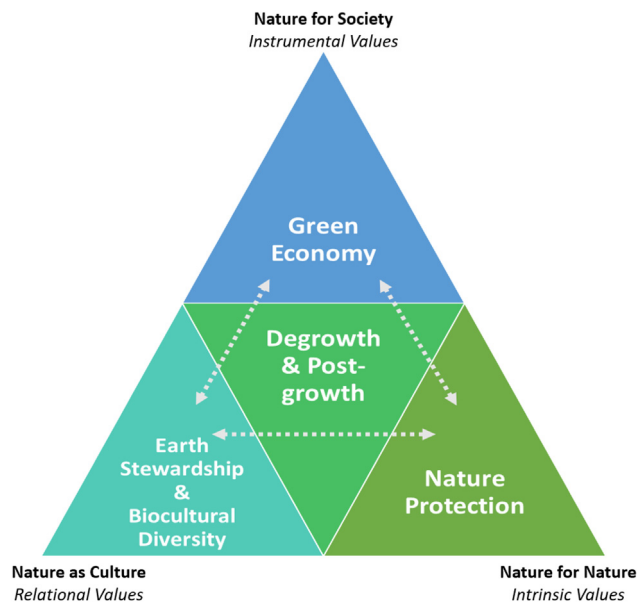 Nature for Society
Instrumental Values
Green
Economy
Degrowth
& Post-
growth
Earth
Stewardship
&
Biocultural
Diversity
Nature
Protection
Nature as Culture
Relational Values
Nature for Nature
Intrinsic Values